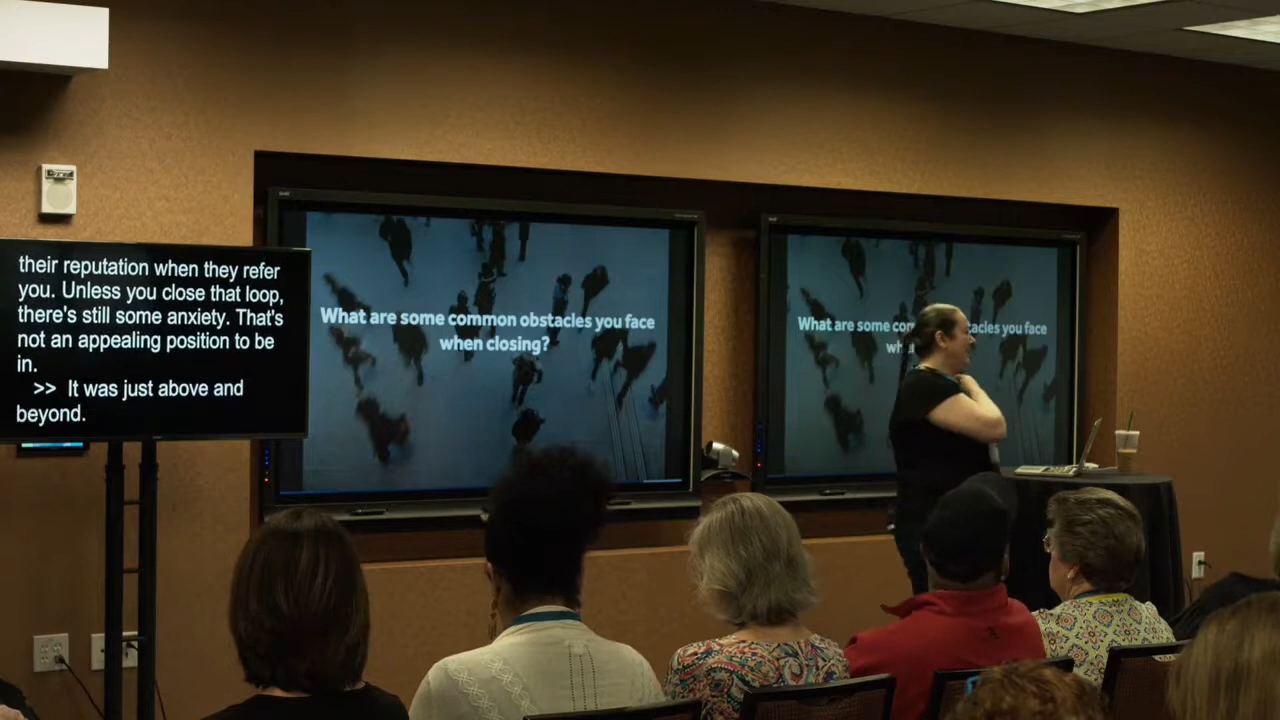 their reputation when they refer
you. Unless you close that loop,
there's still some anxiety. That's
not an appealing position to be
in.
>> It was just above and
beyond.
What are some common obstacles you face
when closing?
What are some com
tacles you face